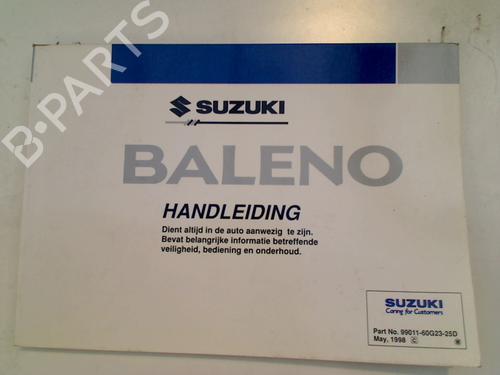 B-PARTS
SUZUKI
BALENO
HANDLEIDING
Dient altijd in de auto aanwezig te zijn.
Bevat belangrijke informatie betreffende
veiligheid, bediening en onderhoud.
SUZUKI
Caring for Customers
Part No. 99011-60G23-25D
May, 1998 C